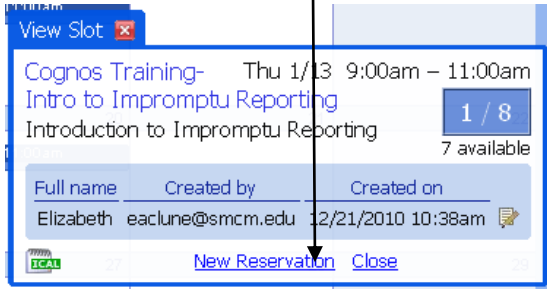 11:00am
View Slot
Cognos Training- Thu 1/13 9:00am – 11:00am
Intro to Impromptu Reporting
1 / 8
Introduction to Impromptu Reporting
7 available
Full name Created by Created on
Elizabeth eaclune@smcm.edu 12/21/2010 10:38am
ICAL 27 New Reservation Close 29